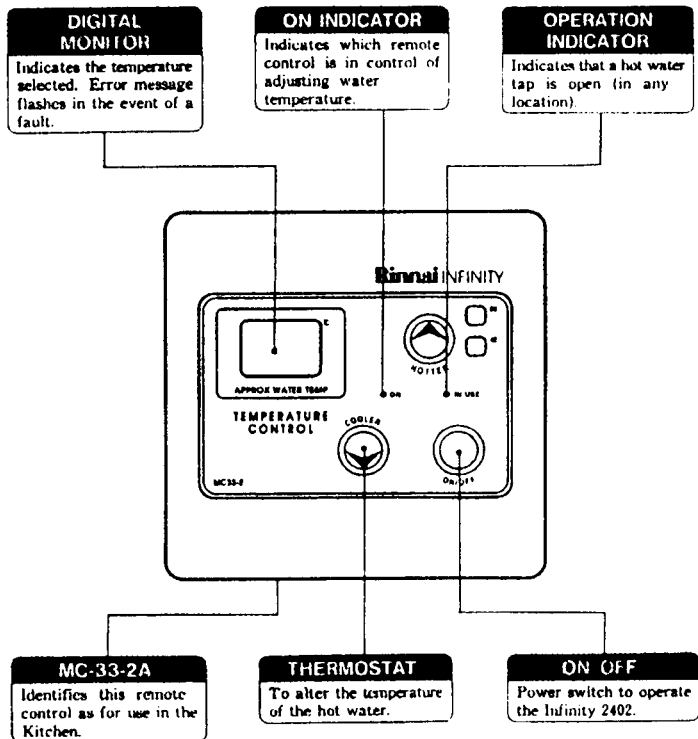 DIGITAL
MONITOR
Indicates the temperature
selected. Error message
flashes in the event of a
fault.
ON INDICATOR
Indicates which remote
control is in control of
adjusting water
temperature.
OPERATION
INDICATOR
Indicates that a hot water
tap is open (in any
location).
Rinnai INFINITY
APPROX WATER TEMP
HOTTER
ON
IN USE
TEMPERATURE
CONTROL
COOLER
ON/OFF
MC33-2
MC-33-2A
Identifies this remote
control as for use in the
Kitchen.
THERMOSTAT
To alter the temperature
of the hot water.
ON OFF
Power switch to operate
the Infinity 2402.